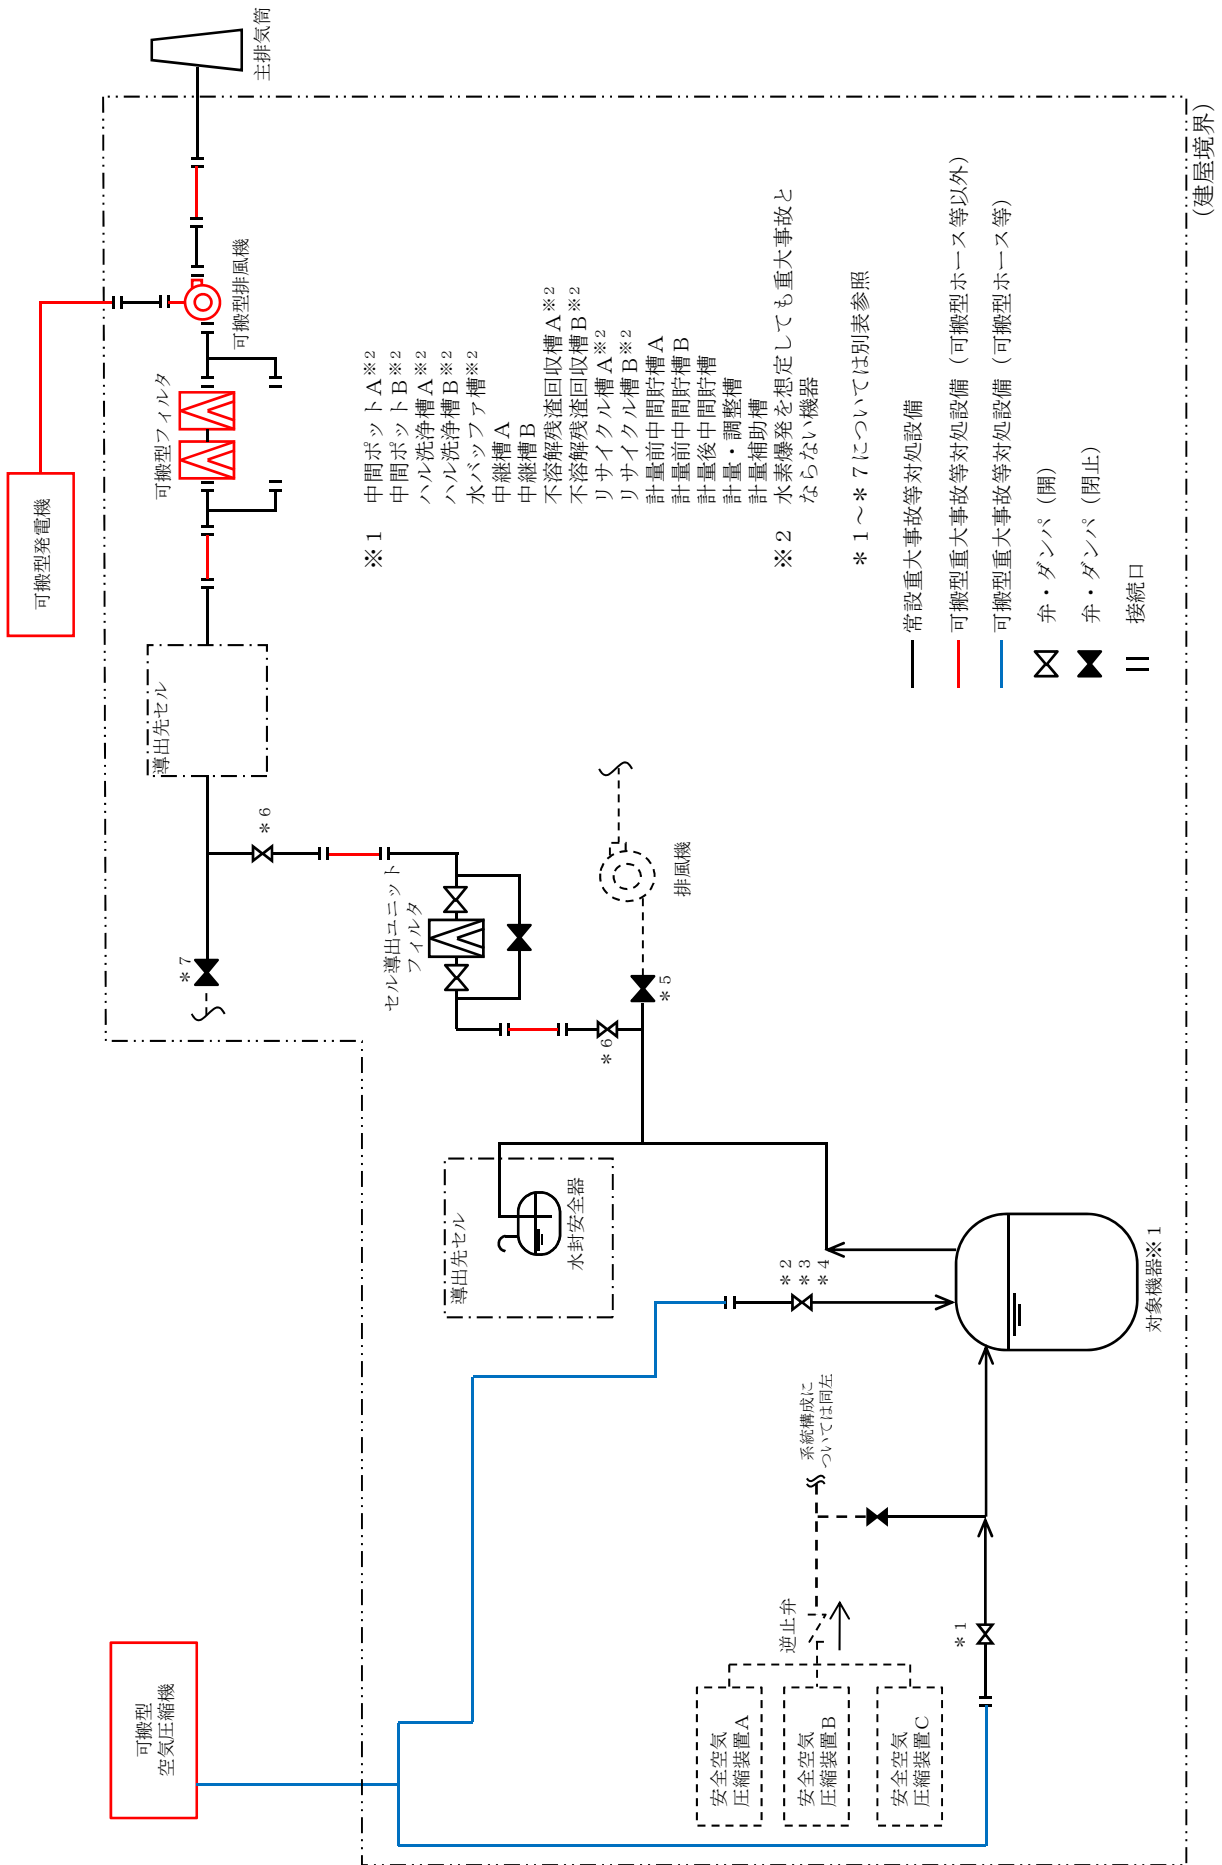 主排気筒
可搬型排風機
可搬型フィルタ
可搬型発電機
導出先セル
＊6
＊7
セル導出ユニット
フィルタ
排風機
＊5
＊6
導出先セル
水封安全器
＊2
＊3
＊4
対象機器※1
系統構成に
ついては同左
逆止弁
＊1
安全空気
圧縮装置A
安全空気
圧縮装置B
安全空気
圧縮装置C
可搬型
空気圧縮機
※1 中間ポットA※2
中間ポットB※2
ハル洗浄槽A※2
ハル洗浄槽B※2
水バッファ槽※2
中継槽A
中継槽B
不溶解残渣回収槽A※2
不溶解残渣回収槽B※2
リサイクル槽A※2
リサイクル槽B※2
計量前中間貯槽A
計量前中間貯槽B
計量後中間貯槽
計量・調整槽
計量補助槽
※2 水素爆発を想定しても重大事故と
ならない機器
＊1～＊7については別表参照
常設重大事故等対処設備
可搬型重大事故等対処設備（可搬型ホース等以外）
可搬型重大事故等対処設備（可搬型ホース等）
弁・ダンパ（開）
弁・ダンパ（閉止）
接続口
（建屋境界）